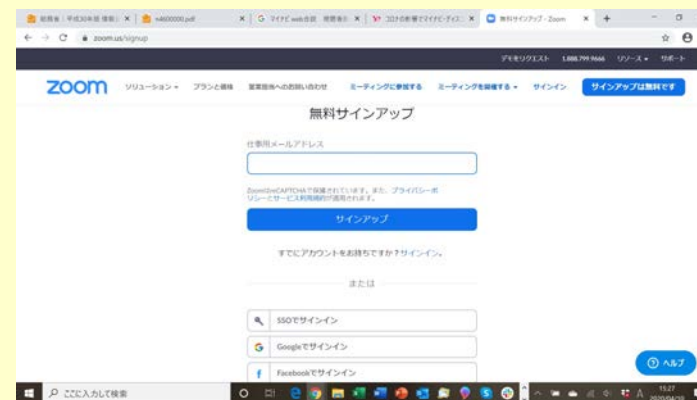 n4600000.pdf
無料サインアップ - Zoom
zoom.us/signup
デモをリクエスト 1.888.799.9666 リソース サポート
zoom ソリューション プランと価格 営業担当へのお問い合わせ ミーティングに参加する ミーティングを開催する サインイン サインアップは無料です
無料サインアップ
仕事用メールアドレス
ZoomはreCAPTCHAで保護されています。また、プライバシーポ
リシーとサービス利用規約が適用されます。
サインアップ
すでにアカウントをお持ちですか？サインイン。
または
SSOでサインイン
Googleでサインイン
Facebookでサインイン
ヘルプ
ここに入力して検索
15:27